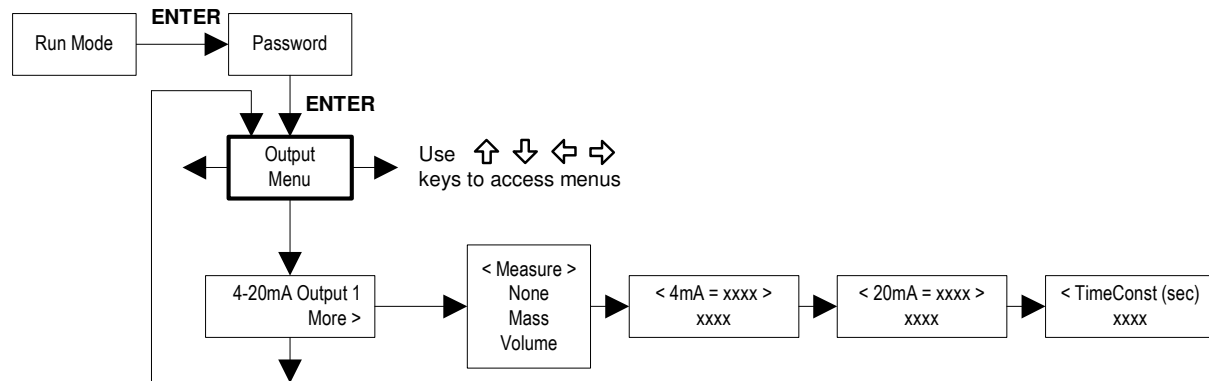 ENTER
Run Mode
Password
ENTER
Output
Menu
Use
keys to access menus
4-20mA Output 1
More >
< Measure >
None
Mass
Volume
< 4mA = xxxx >
xxxx
< 20mA = xxxx >
xxxx
< TimeConst (sec)
xxxx